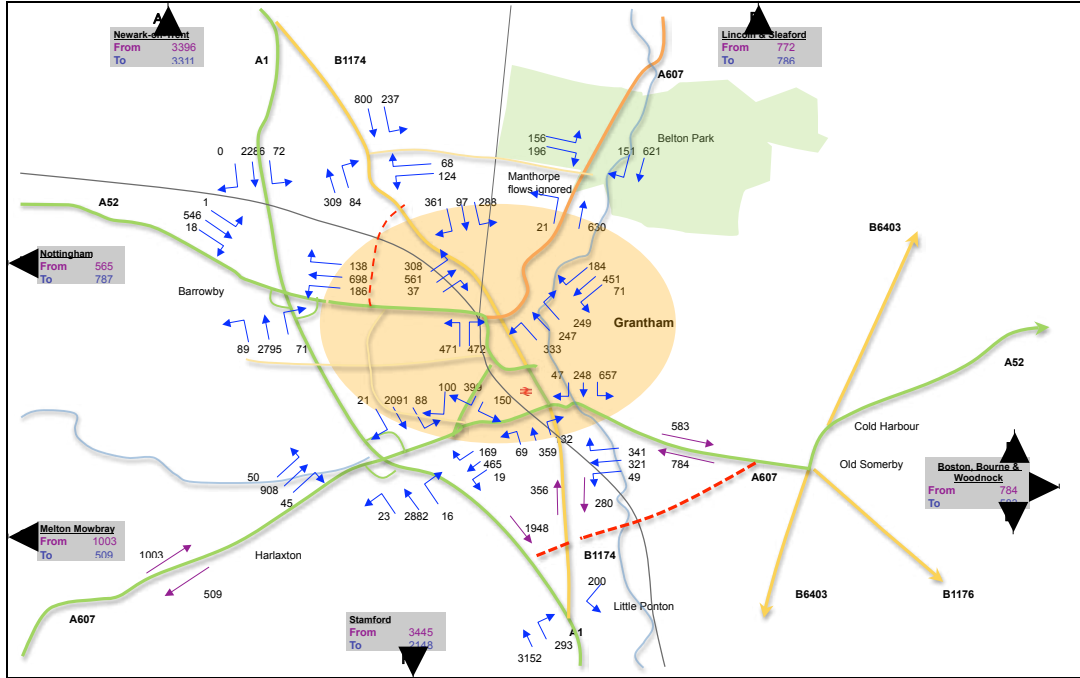 Newark-on-Trent
From 3396
To 3311
Lincoln & Sleaford
From 772
To 786
A1
B1174
A607
800 237
156
196
Belton Park
151 621
0 2286 72
68
124
Manthorpe
flows ignored
309 84
361 97 288
21 630
A52
1
546
18
B6403
Nottingham
From 565
To 787
Barrowby
138
698
186
308
561
37
184
451
71
249
247
333
Grantham
89 2795 71
471 472
A52
47 248 657
21 2091 88
100 399
150
583
784
Cold Harbour
Old Somerby
A607
32
69 359
169
465
19
341
321
49
50
908
45
23 2882 16
356
280
1948
Boston, Bourne &
Woodnock
From 784
To
Melton Mowbray
From 1003
To 509
1003
Harlaxton
509
B1174
200
Little Ponton
B6403
B1176
A607
Stamford
From 3445
To 2148
A1
293
3152